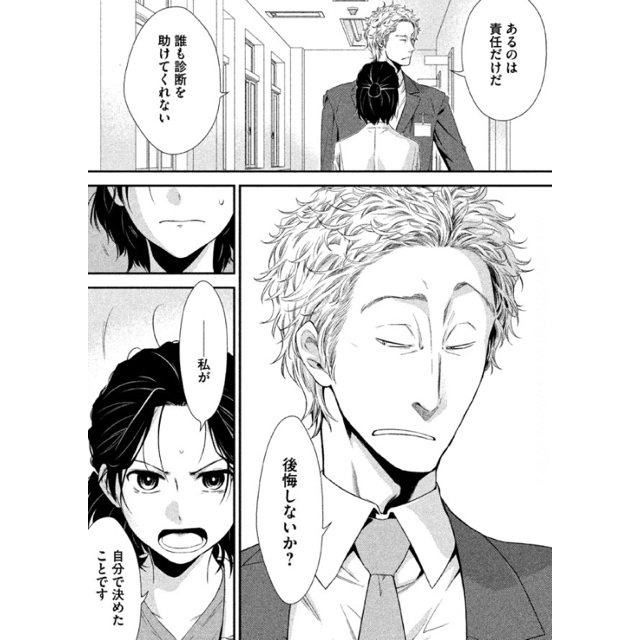 あるのは
責任だけだ
誰も診断を
助けてくれない
後悔しないか？
――私が
自分で決めた
ことです